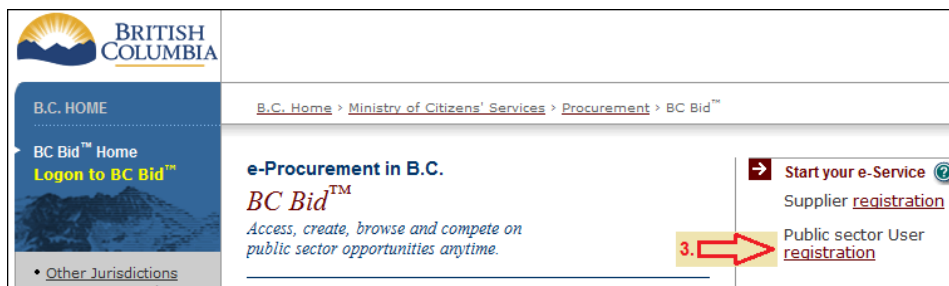 BRITISH
COLUMBIA
B.C. HOME
B.C. Home > Ministry of Citizens' Services > Procurement > BC Bid™
BC Bid™ Home
Logon to BC Bid™
e-Procurement in B.C.
BC Bid™
Access, create, browse and compete on
public sector opportunities anytime.
Start your e-Service ?
Supplier registration
3.
Public sector User
registration
• Other Jurisdictions